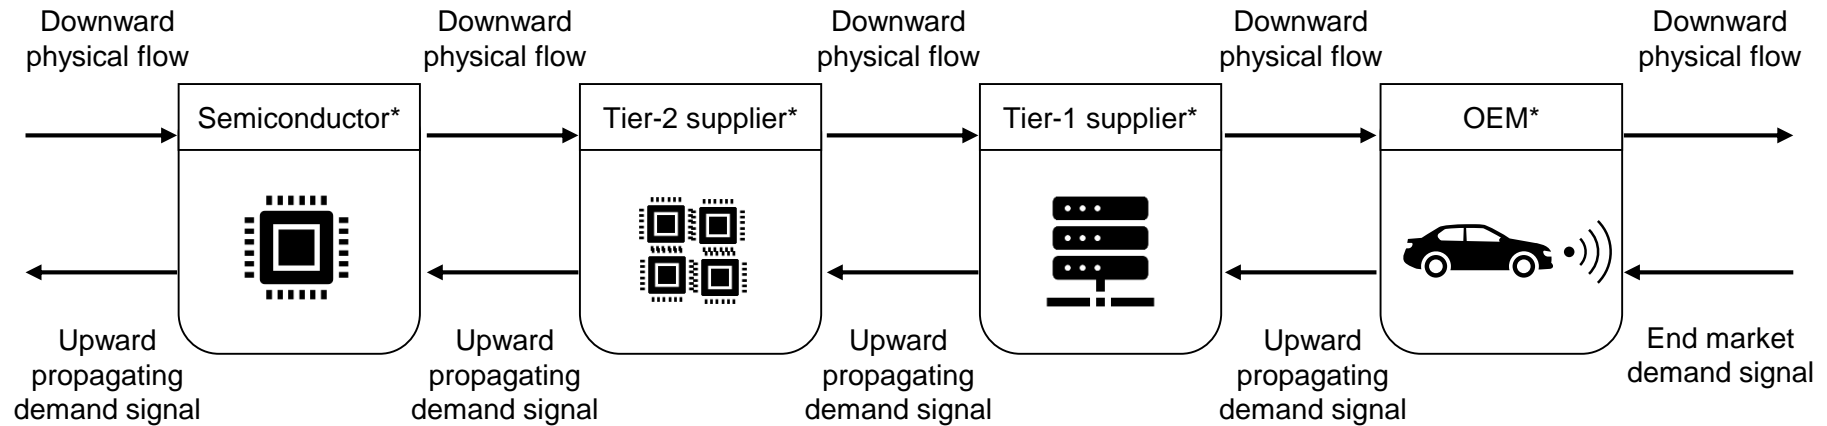 Downward
physical flow
Downward
physical flow
Downward
physical flow
Downward
physical flow
Downward
physical flow
Semiconductor*
Tier-2 supplier*
Tier-1 supplier*
OEM*
Upward
propagating
demand signal
Upward
propagating
demand signal
Upward
propagating
demand signal
Upward
propagating
demand signal
End market
demand signal